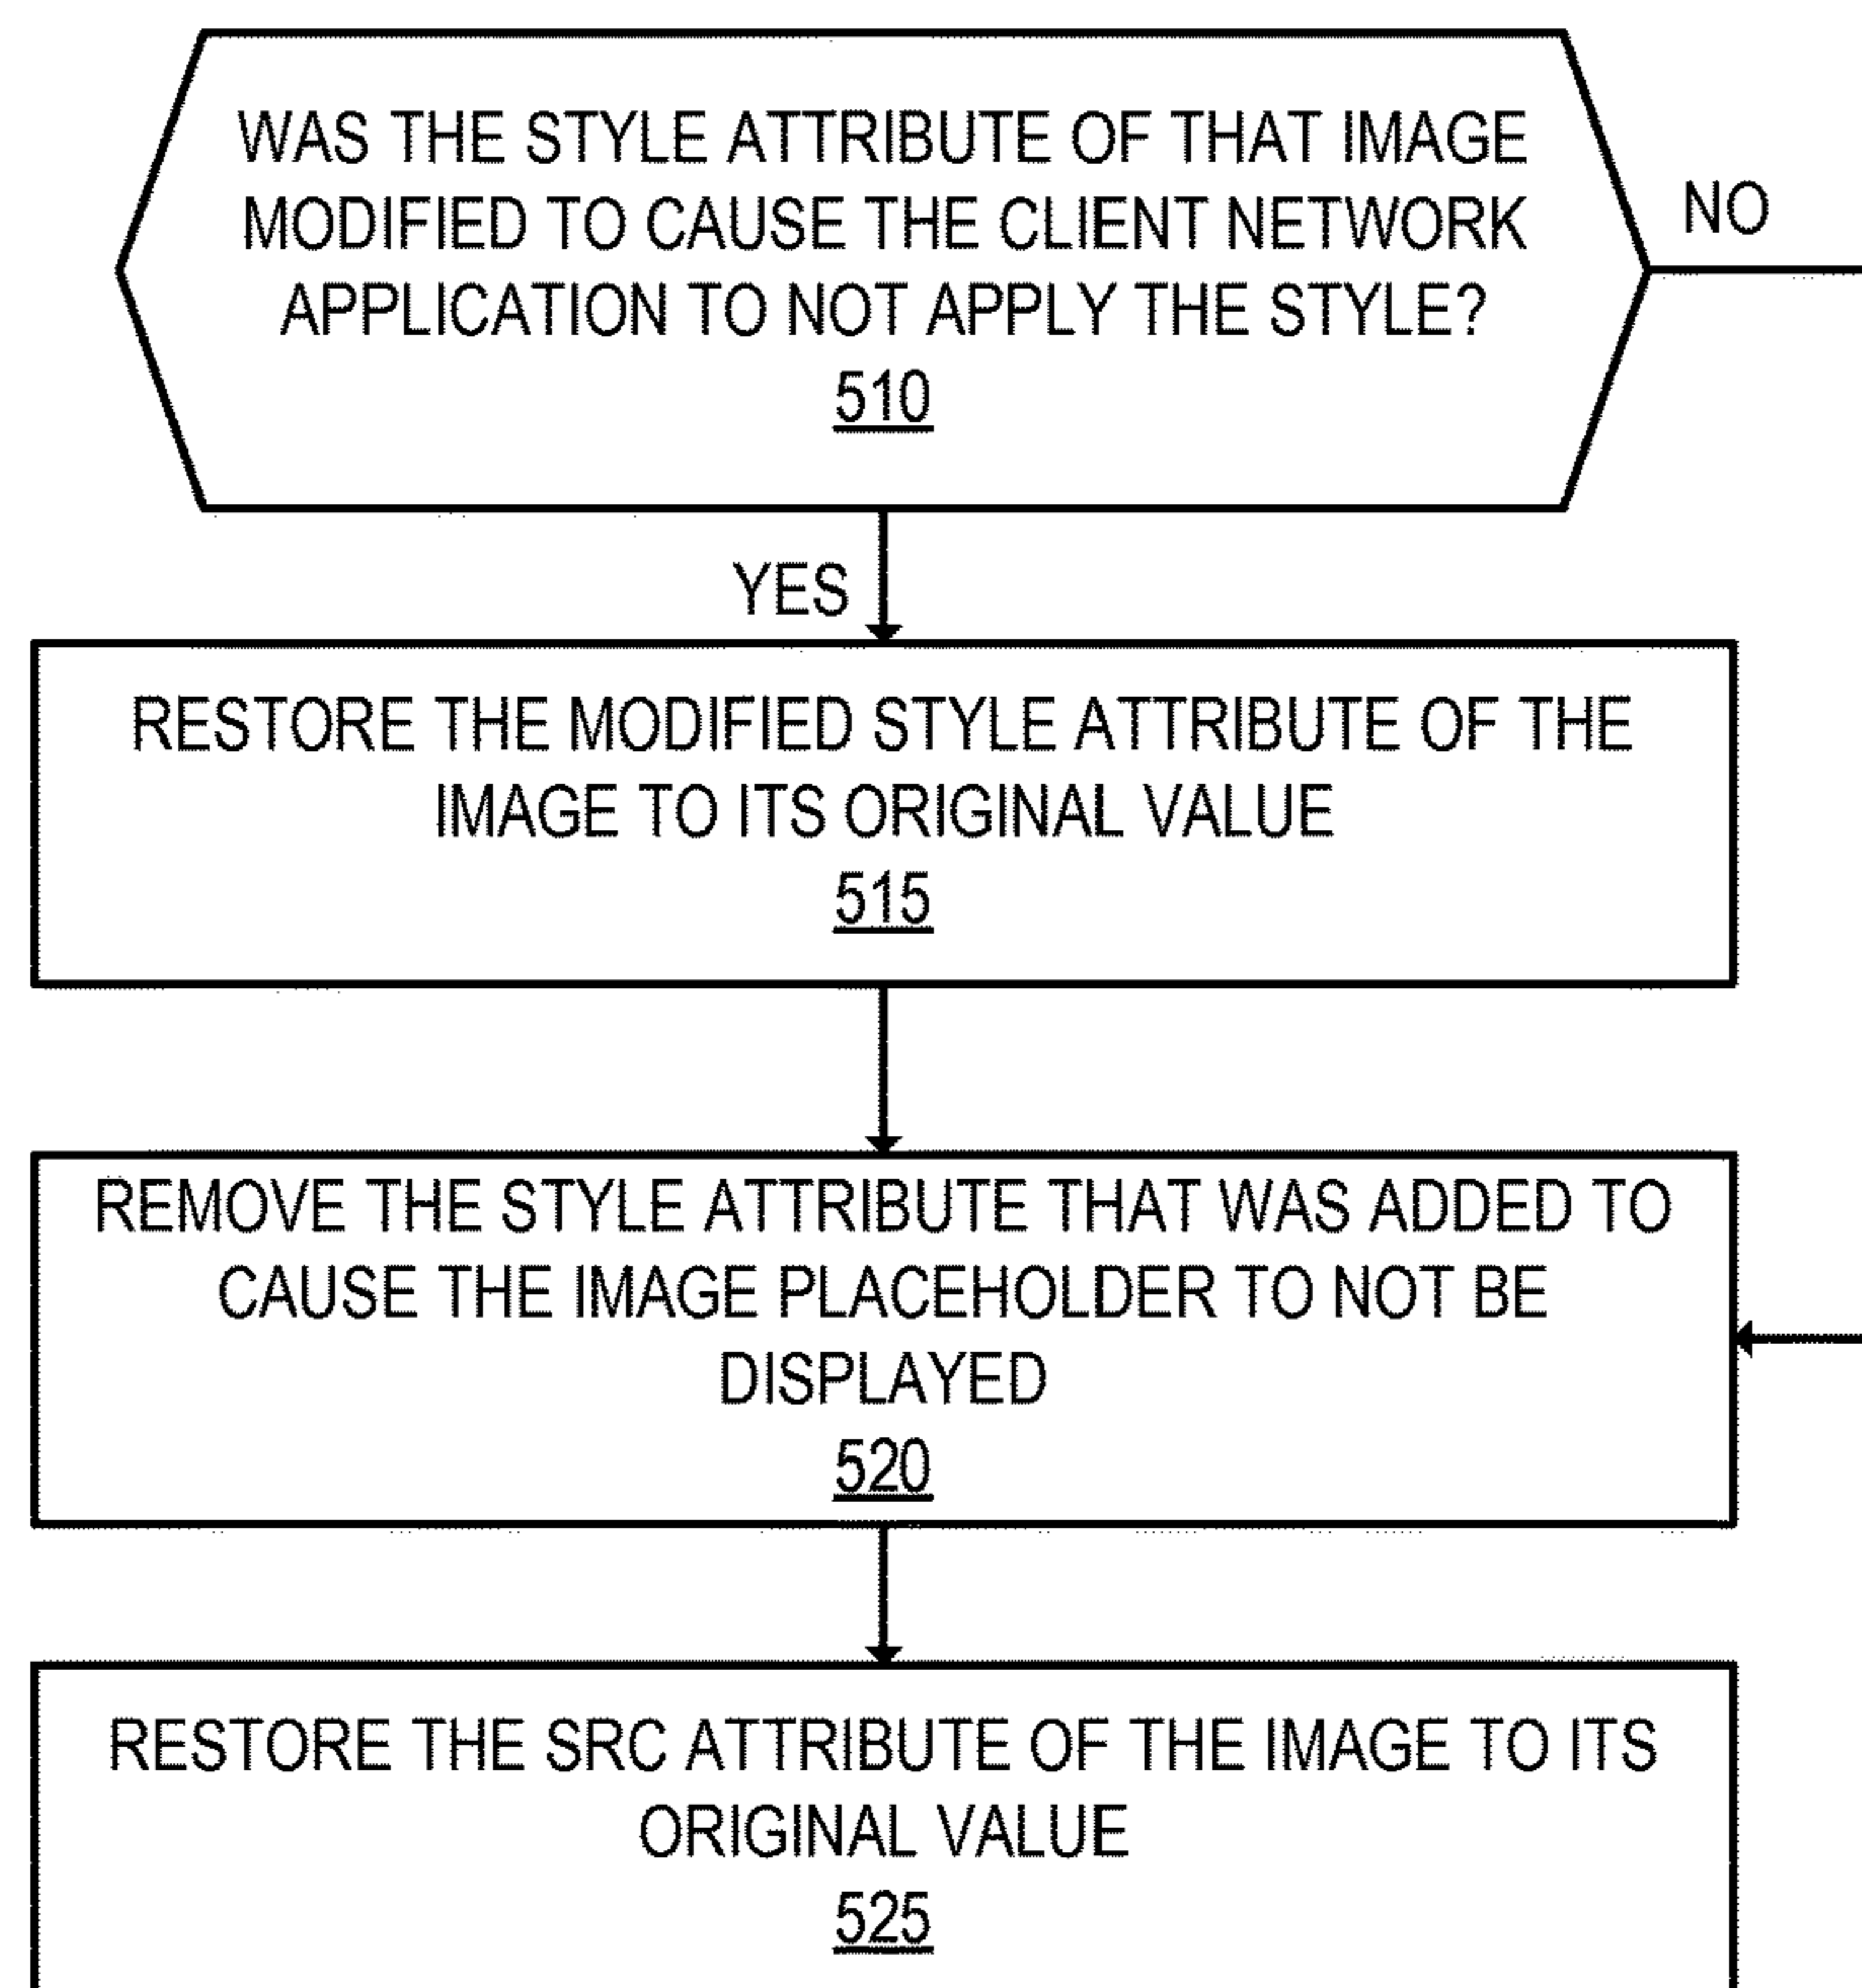 WAS THE STYLE ATTRIBUTE OF THAT IMAGE
MODIFIED TO CAUSE THE CLIENT NETWORK
APPLICATION TO NOT APPLY THE STYLE?
510
NO
YES
RESTORE THE MODIFIED STYLE ATTRIBUTE OF THE
IMAGE TO ITS ORIGINAL VALUE
515
REMOVE THE STYLE ATTRIBUTE THAT WAS ADDED TO
CAUSE THE IMAGE PLACEHOLDER TO NOT BE
DISPLAYED
520
RESTORE THE SRC ATTRIBUTE OF THE IMAGE TO ITS
ORIGINAL VALUE
525